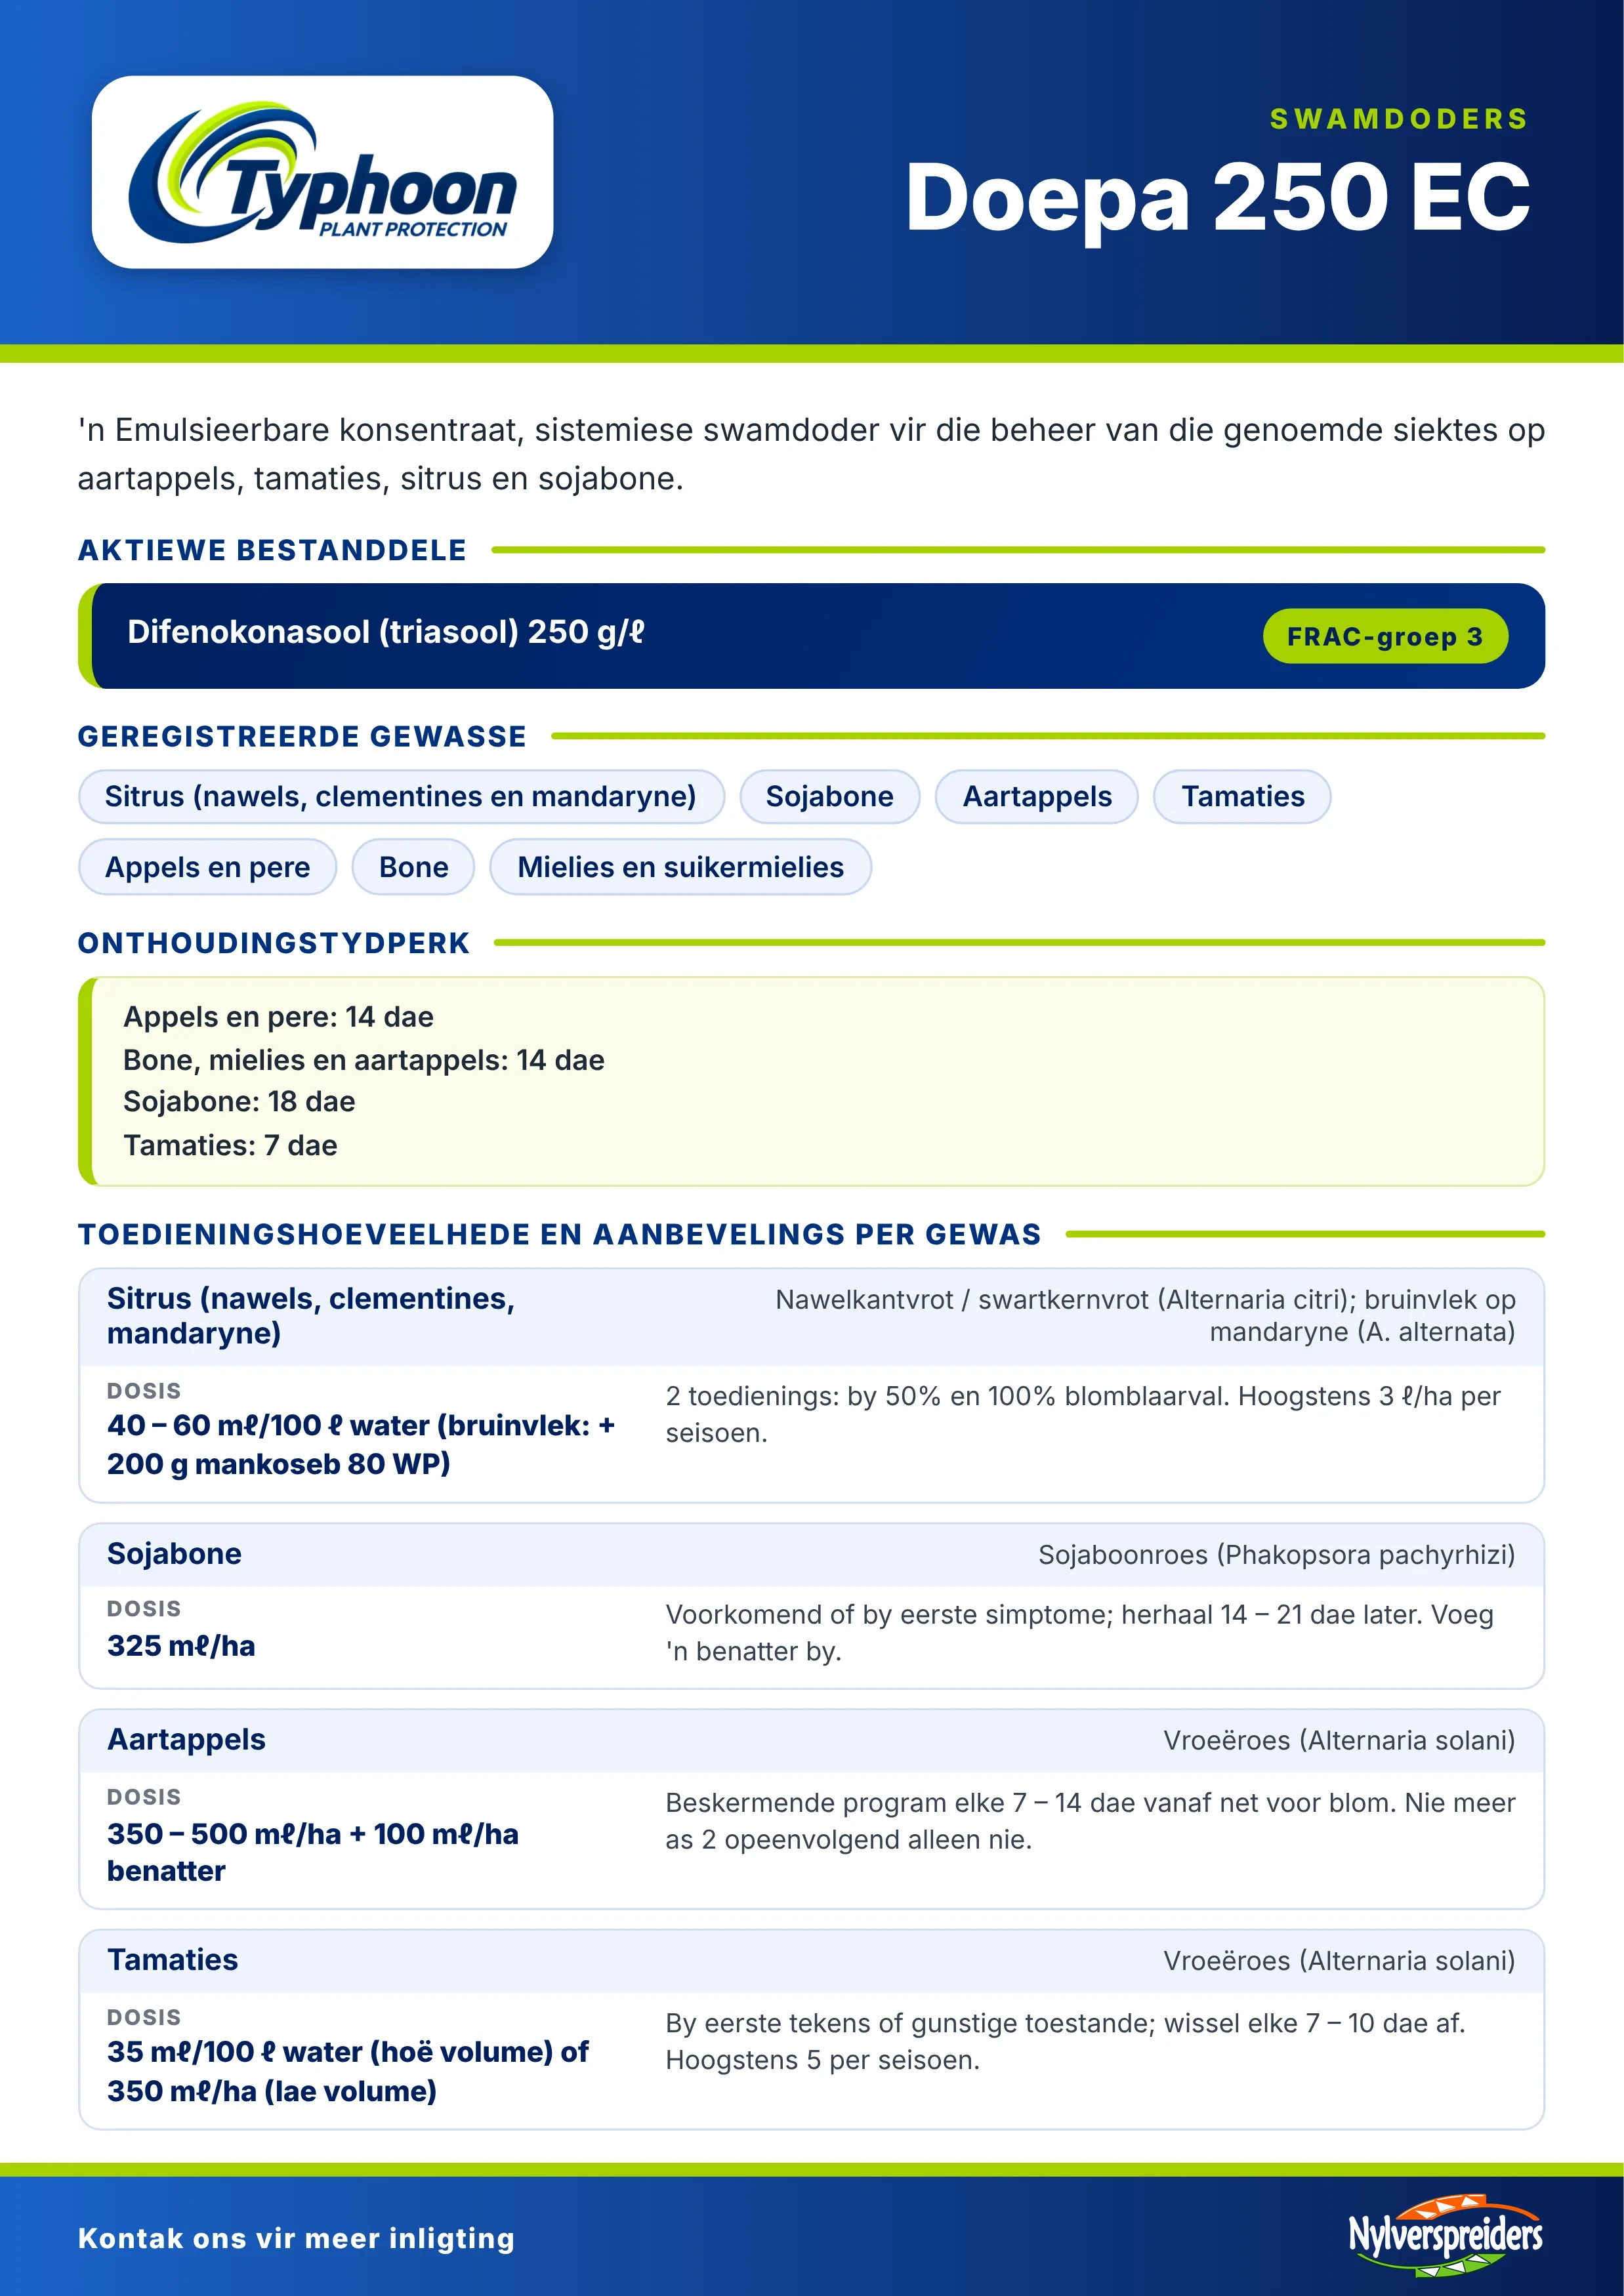 Typhoon
PLANT PROTECTION
SWAMDODERS
Doepa 250 EC
'n Emulsieerbare konsentraat, sistemiese swamdoder vir die beheer van die genoemde siektes op
aartappels, tamaties, sitrus en sojabone.
AKTIEWE BESTANDDELE
Difenokonasool (triasool) 250 g/ℓ
FRAC-groep 3
GEREGISTREERDE GEWASSE
Sitrus (nawels, clementines en mandaryne) Sojabone Aartappels Tamaties
Appels en pere Bone Mielies en suikermielies
ONTHOUDINGSTYDPERK
Appels en pere: 14 dae
Bone, mielies en aartappels: 14 dae
Sojabone: 18 dae
Tamaties: 7 dae
TOEDIENINGSHOEVEELHEDE EN AANBEVELINGS PER GEWAS
Sitrus (nawels, clementines,
mandaryne)
Nawelkantvrot / swartkernvrot (Alternaria citri); bruinvlek op
mandaryne (A. alternata)
DOSIS
40 – 60 mℓ/100 ℓ water (bruinvlek: +
200 g mankoseb 80 WP)
2 toedienings: by 50% en 100% blomblaarval. Hoogstens 3 ℓ/ha per
seisoen.
Sojabone
Sojaboonroes (Phakopsora pachyrhizi)
DOSIS
325 mℓ/ha
Voorkomend of by eerste simptome; herhaal 14 – 21 dae later. Voeg
'n benatter by.
Aartappels
Vroeëroes (Alternaria solani)
DOSIS
350 – 500 mℓ/ha + 100 mℓ/ha
benatter
Beskermende program elke 7 – 14 dae vanaf net voor blom. Nie meer
as 2 opeenvolgend alleen nie.
Tamaties
Vroeëroes (Alternaria solani)
DOSIS
35 mℓ/100 ℓ water (hoë volume) of
350 mℓ/ha (lae volume)
By eerste tekens of gunstige toestande; wissel elke 7 – 10 dae af.
Hoogstens 5 per seisoen.
Kontak ons vir meer inligting
Nylverspreiders